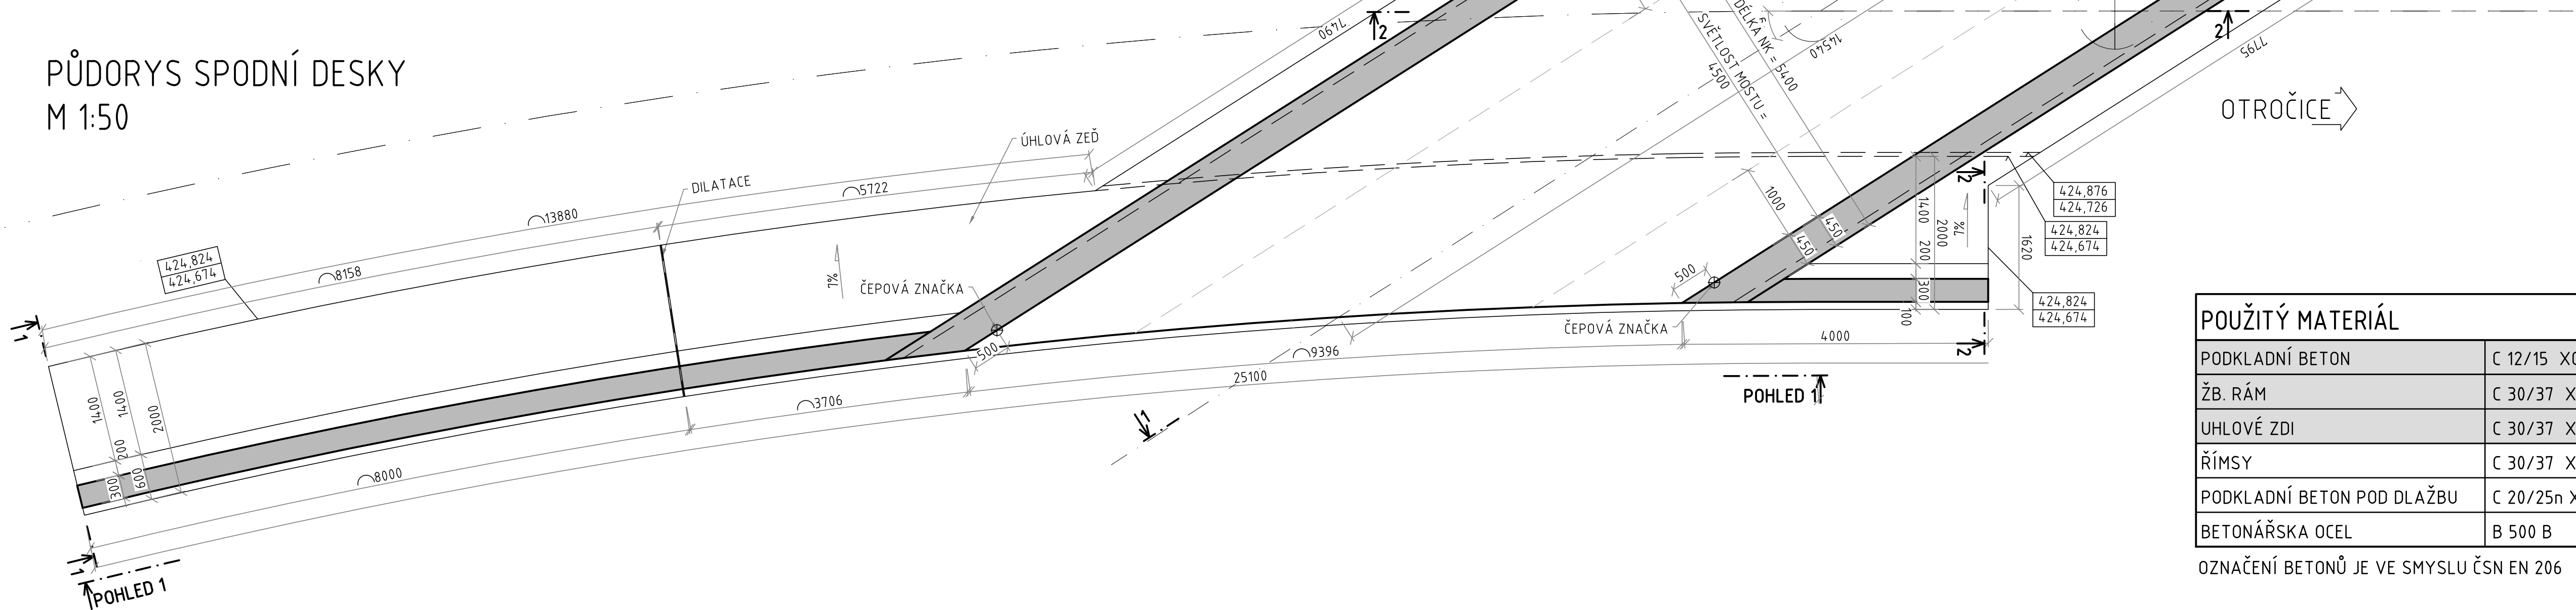 PŮDORYS SPODNÍ DESKY
M 1:50
7490
2
SVĚTLOST MOSTU =
4500
DÉLKA NK = 5400
14540
2
7795
OTROČICE
ÚHLOVÁ ZEĎ
DILATACE
5722
13880
8158
424,824
424,674
7%
ČEPOVÁ ZNAČKA
500
1000
450
450
500
ČEPOVÁ ZNAČKA
1400
200
300
100
2000
7%
2
1620
424,876
424,726
424,824
424,674
424,824
424,674
4000
2
9396
25100
3706
8000
1
1400
200
300
1400
600
2000
1
POHLED 1
1
POHLED 1
POUŽITÝ MATERIÁL
PODKLADNÍ BETON C 12/15
ŽB. RÁM C 30/37
UHLOVÉ ZDI C 30/37
ŘÍMSY C 30/37
PODKLADNÍ BETON POD DLAŽBU C 20/25n
BETONÁŘSKA OCEL B 500 B
OZNAČENÍ BETONŮ JE VE SMYSLU ČSN EN 206